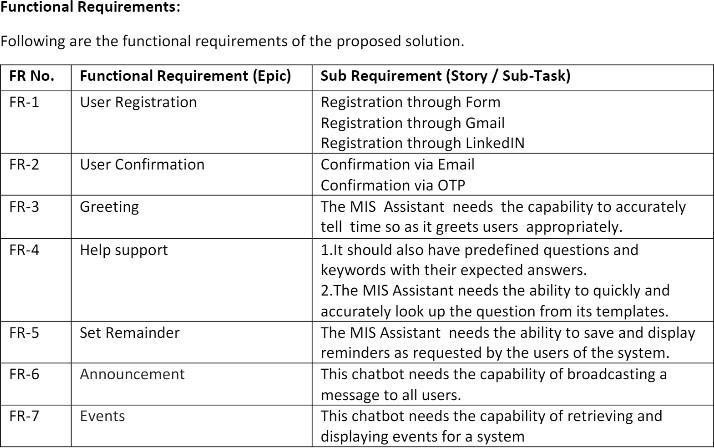 Functional Requirements:
Following are the functional requirements of the proposed solution.
FR No. Functional Requirement (Epic) Sub Requirement (Story / Sub-Task)
FR-1 User Registration Registration through Form
Registration through Gmail
Registration through LinkedIN
FR-2 User Confirmation Confirmation via Email
Confirmation via OTP
FR-3 Greeting The MIS Assistant needs the capability to accurately
tell time so as it greets users appropriately.
FR-4 Help support 1.It should also have predefined questions and
keywords with their expected answers.
2.The MIS Assistant needs the ability to quickly and
accurately look up the question from its templates.
FR-5 Set Remainder The MIS Assistant needs the ability to save and display
reminders as requested by the users of the system.
FR-6 Announcement This chatbot needs the capability of broadcasting a
message to all users.
FR-7 Events This chatbot needs the capability of retrieving and
displaying events for a system